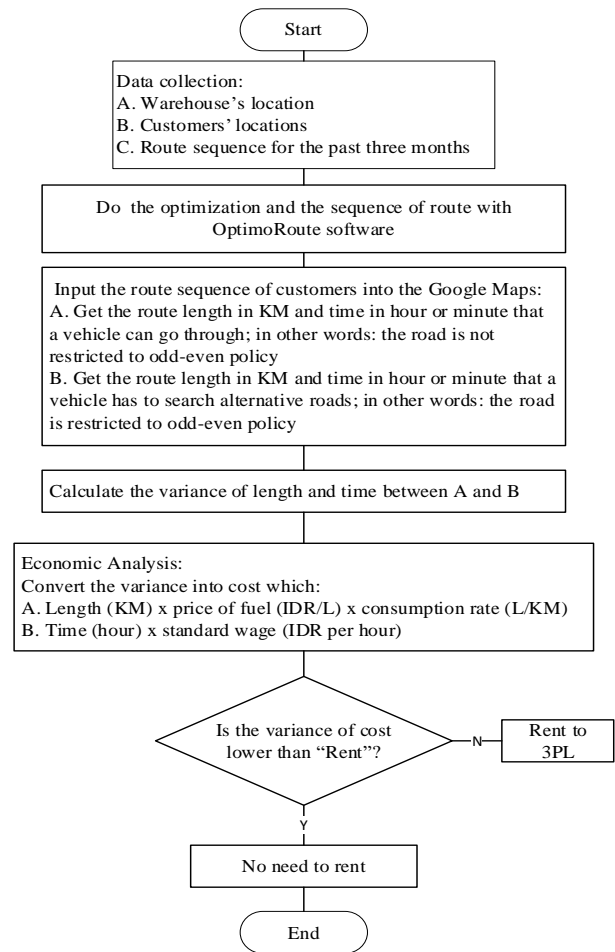 Start
Data collection:
A. Warehouse's location
B. Customers' locations
C. Route sequence for the past three months
Do the optimization and the sequence of route with
OptimoRoute software
Input the route sequence of customers into the Google Maps:
A. Get the route length in KM and time in hour or minute that
a vehicle can go through; in other words: the road is not
restricted to odd-even policy
B. Get the route length in KM and time in hour or minute that a
vehicle has to search alternative roads; in other words: the road
is restricted to odd-even policy
Calculate the variance of length and time between A and B
Economic Analysis:
Convert the variance into cost which:
A. Length (KM) x price of fuel (IDR/L) x consumption rate (L/KM)
B. Time (hour) x standard wage (IDR per hour)
Is the variance of cost
lower than “Rent”?
N
Rent to
3PL
Y
No need to rent
End